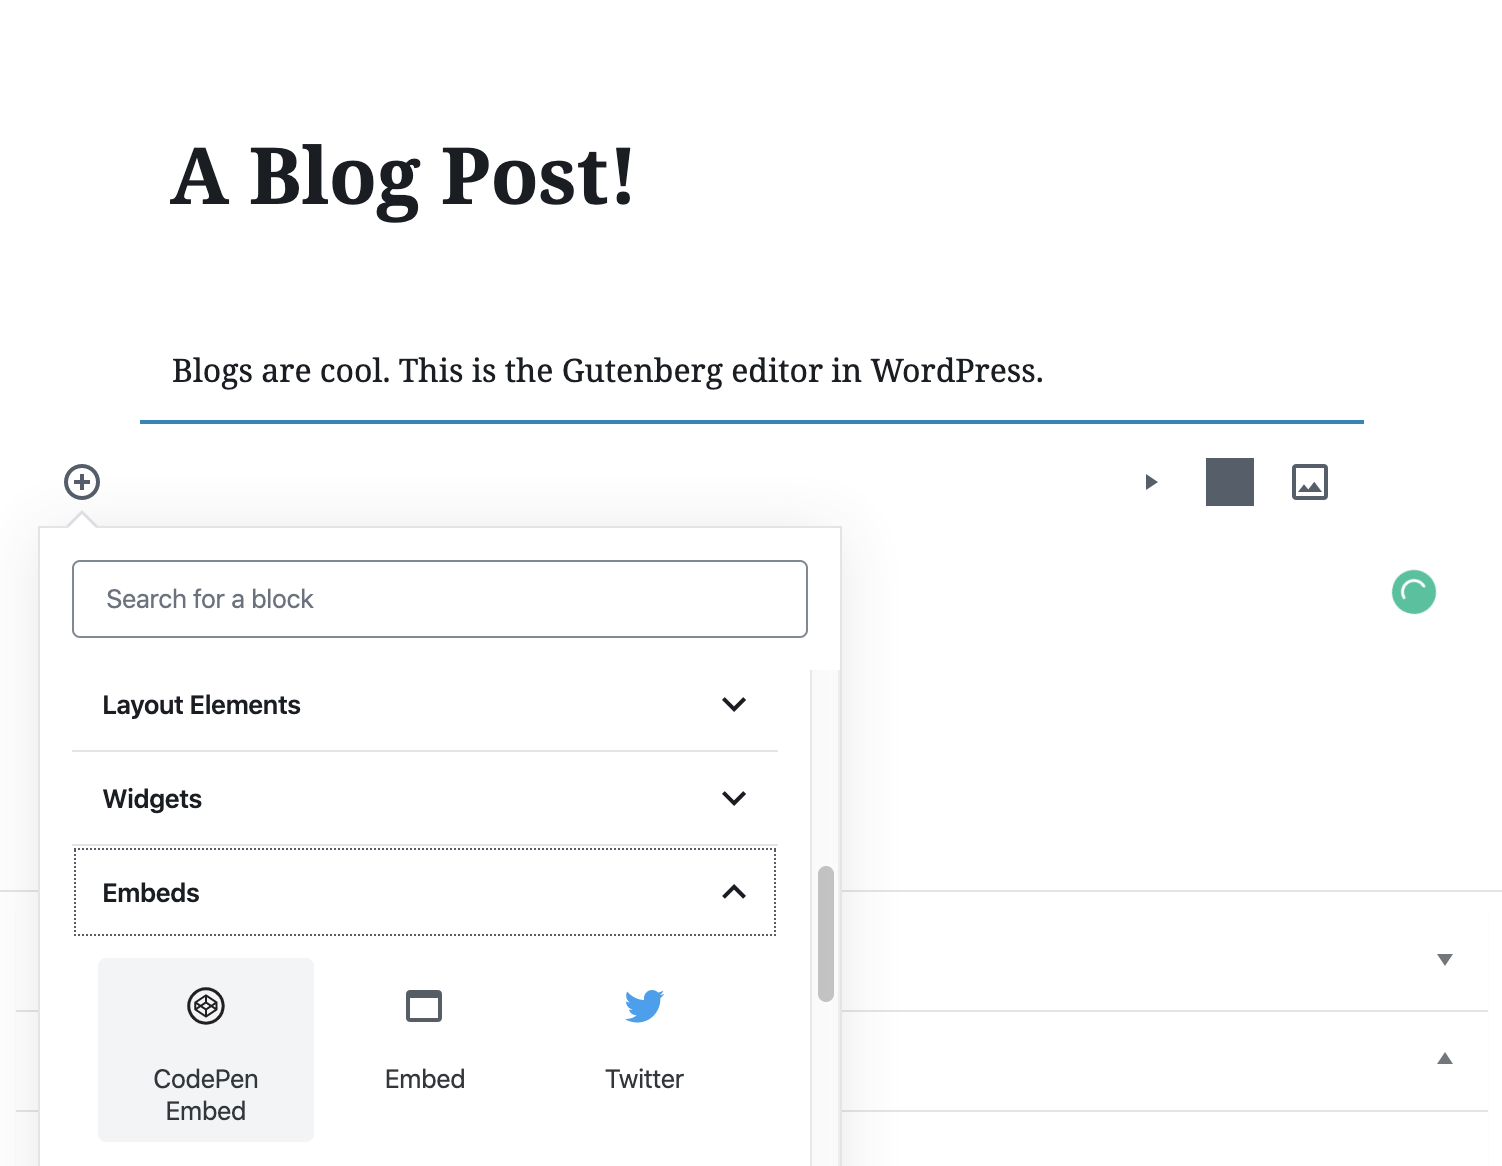 A Blog Post!
Blogs are cool. This is the Gutenberg editor in WordPress.
Search for a block
Layout Elements
Widgets
Embeds
CodePen
Embed
Embed
Twitter